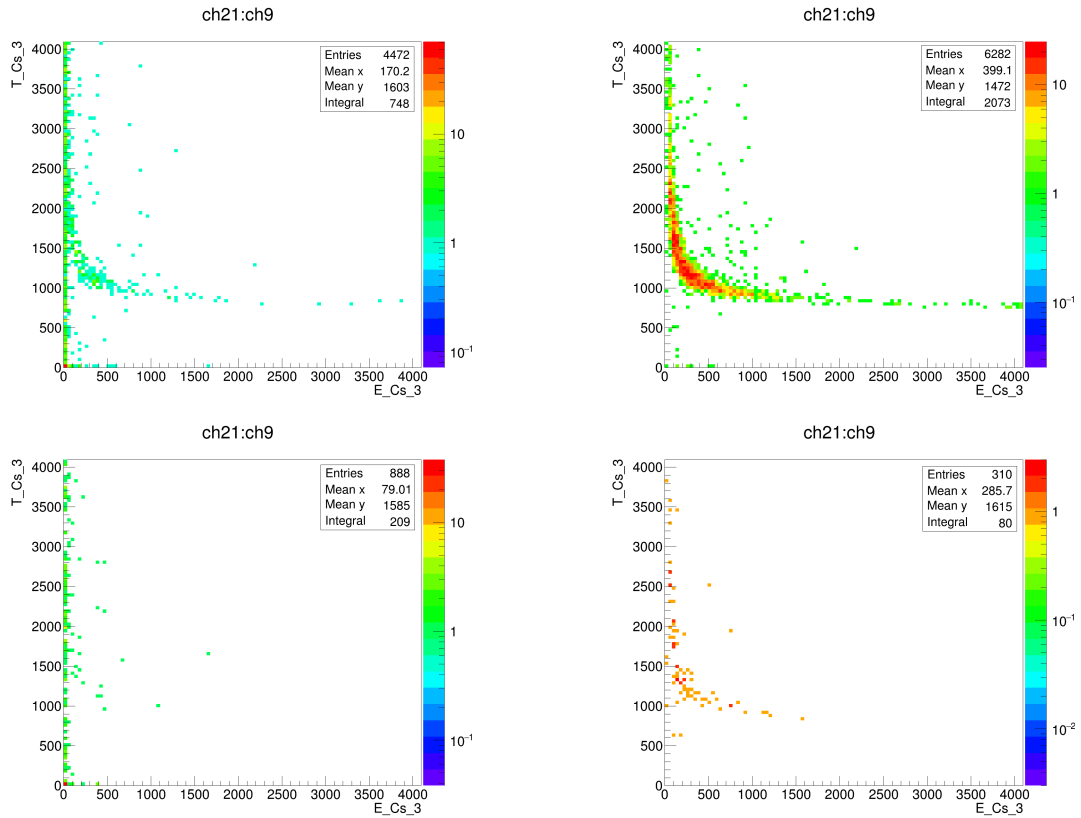 ch21:ch9
T_Cs_3
4000
3500
3000
2500
2000
1500
1000
500
0
0 500 1000 1500 2000 2500 3000 3500 4000
E_Cs_3
Entries 4472
Mean x 170.2
Mean y 1603
Integral 748
10
1
10⁻¹
ch21:ch9
T_Cs_3
4000
3500
3000
2500
2000
1500
1000
500
0
0 500 1000 1500 2000 2500 3000 3500 4000
E_Cs_3
Entries 6282
Mean x 399.1
Mean y 1472
Integral 2073
10
1
10⁻¹
ch21:ch9
T_Cs_3
4000
3500
3000
2500
2000
1500
1000
500
0
0 500 1000 1500 2000 2500 3000 3500 4000
E_Cs_3
Entries 888
Mean x 79.01
Mean y 1585
Integral 209
10
1
10⁻¹
ch21:ch9
T_Cs_3
4000
3500
3000
2500
2000
1500
1000
500
0
0 500 1000 1500 2000 2500 3000 3500 4000
E_Cs_3
Entries 310
Mean x 285.7
Mean y 1615
Integral 80
1
10⁻¹
10⁻²